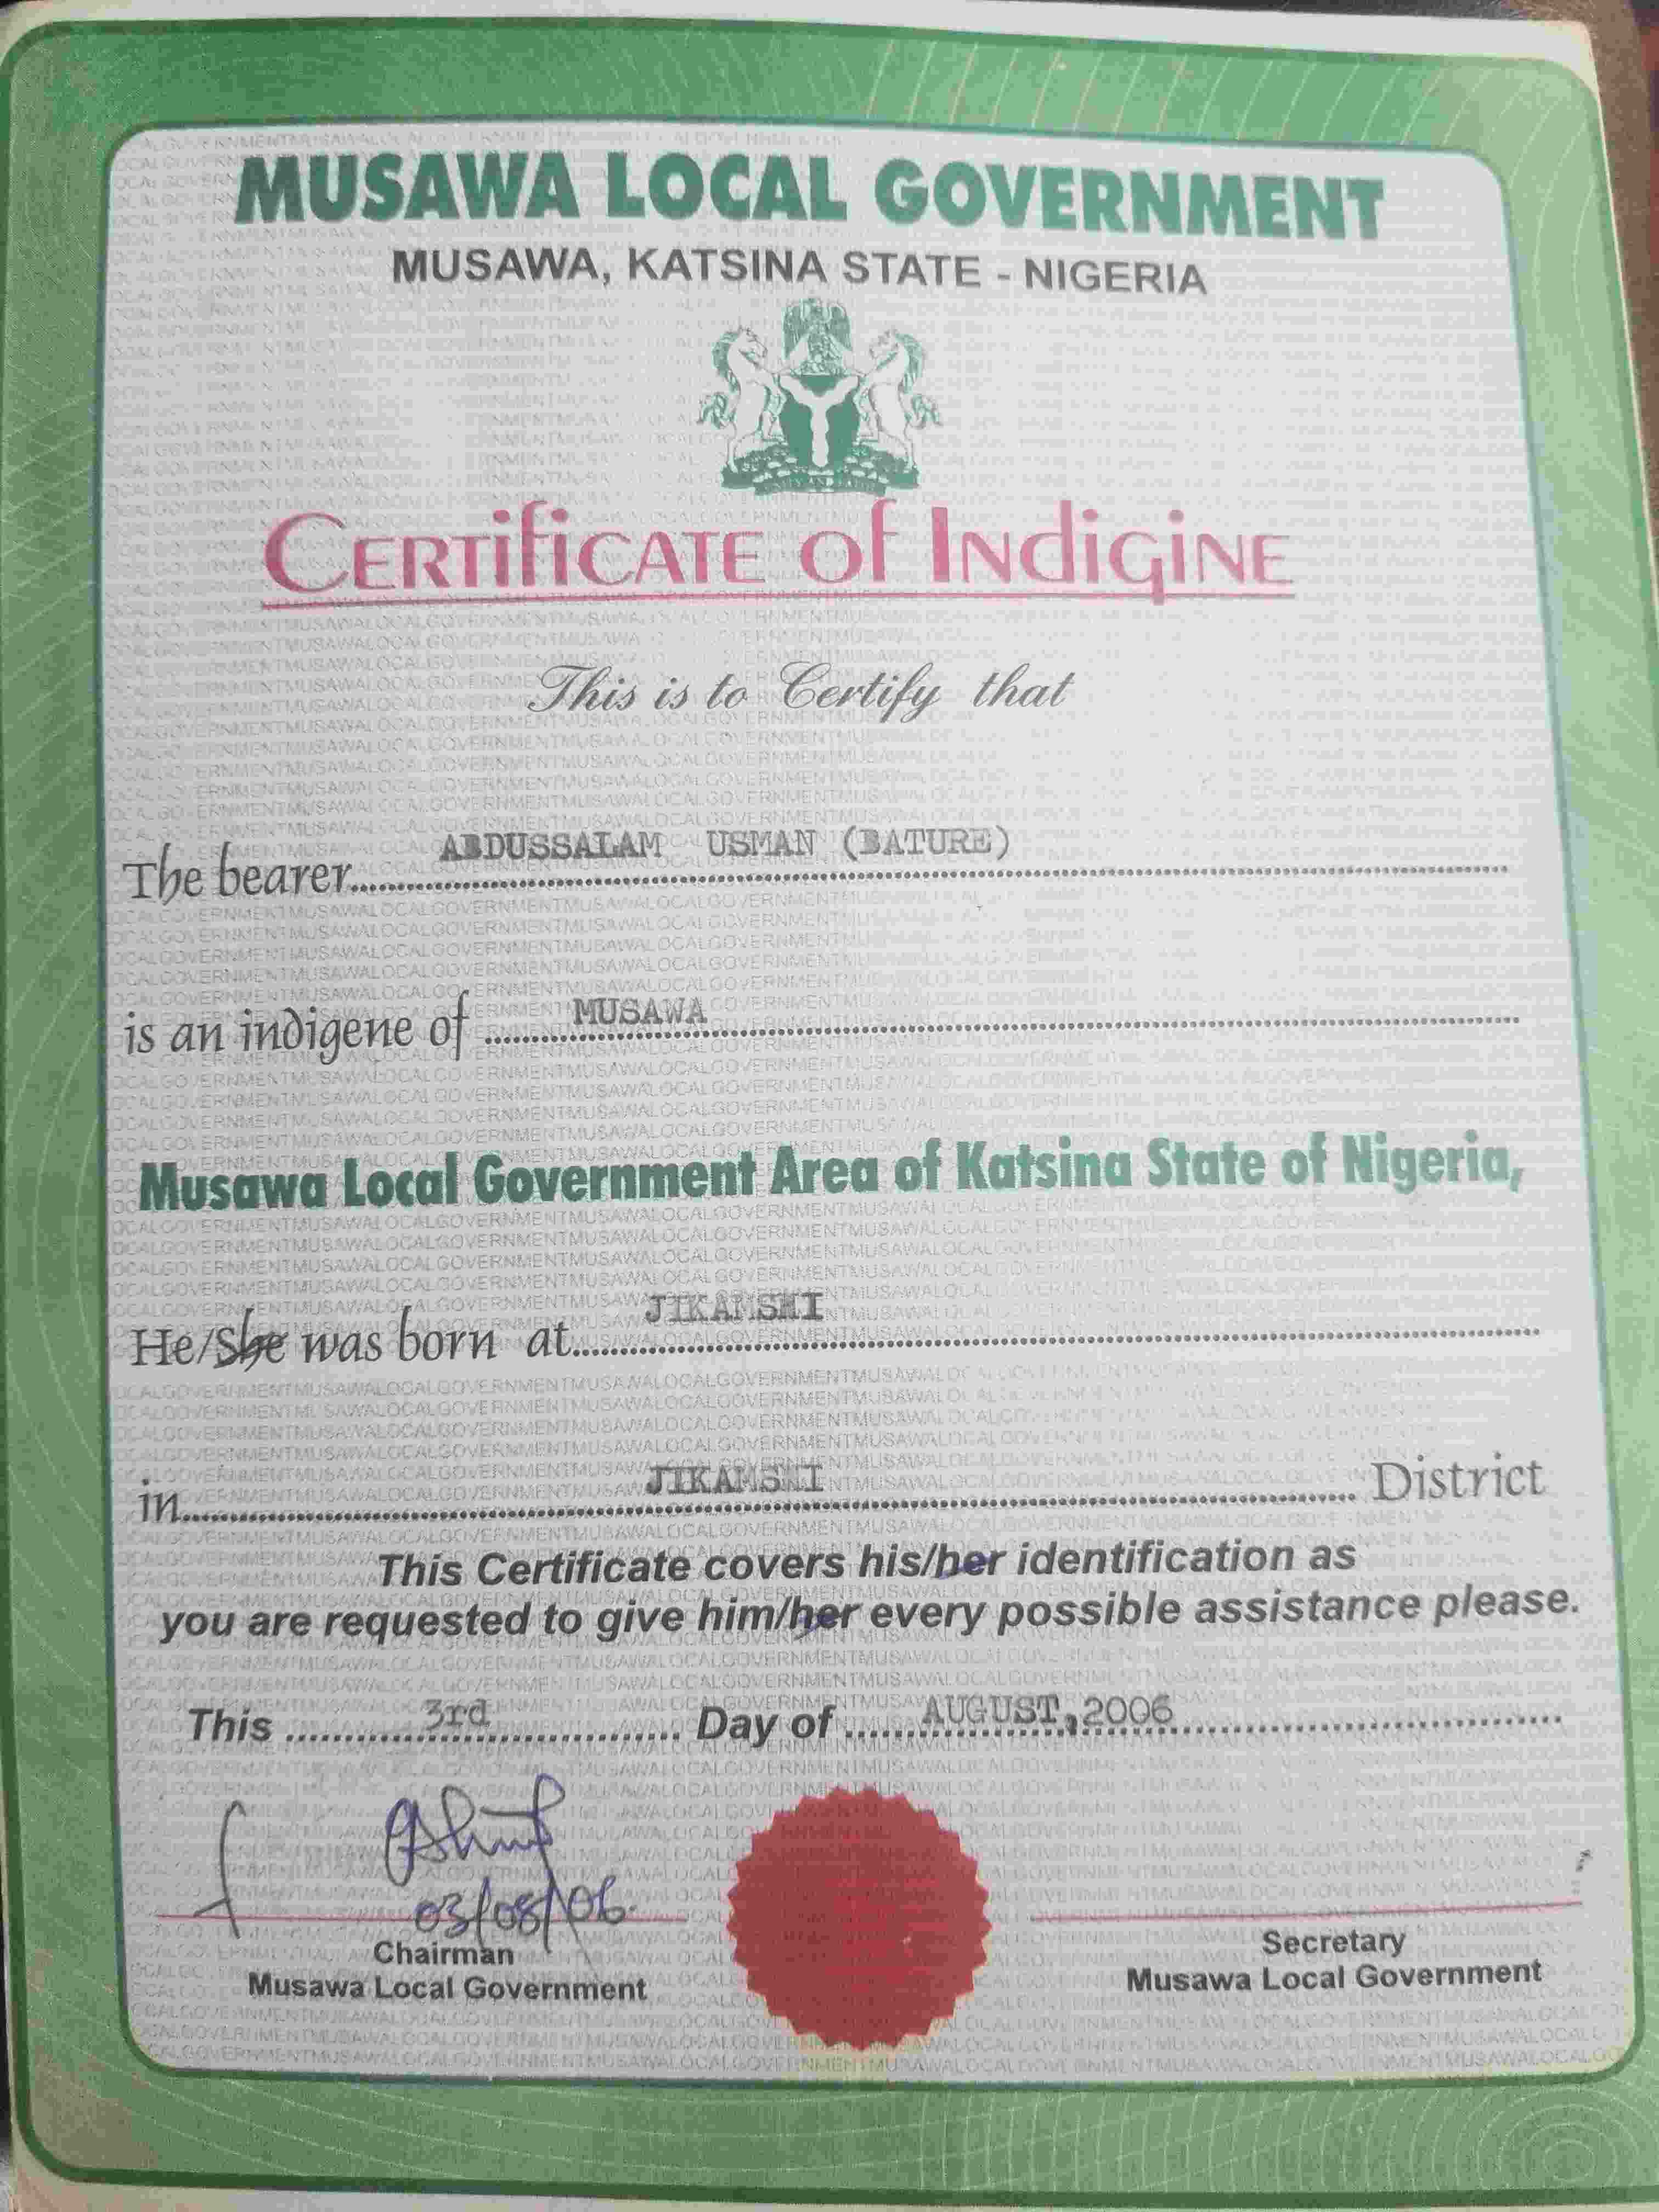 MUSAWA LOCAL GOVERNMENT
MUSAWA, KATSINA STATE - NIGERIA
CERTIFICATE of INDIGINE
This is to Certify that
The bearer ABDUSSALAM USMAN (BATURE)
is an indigene of MUSAWA
Musawa Local Government Area of Katsina State of Nigeria,
He/She was born at JIKAMSHI
in JIKAMSHI District
This Certificate covers his/her identification as
you are requested to give him/her every possible assistance please.
This 3rd Day of AUGUST,2006
03/08/06.
Chairman
Musawa Local Government
Secretary
Musawa Local Government